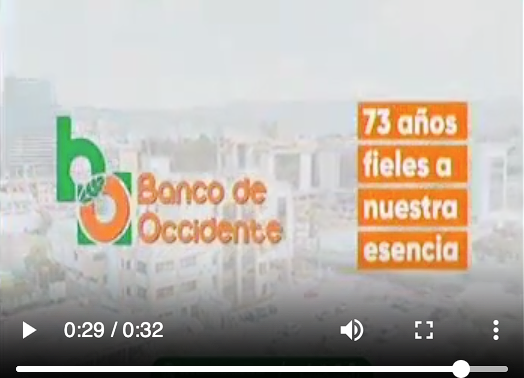 Banco de
Occidente
73 años
fieles a
nuestra
esencia
0:29 / 0:32